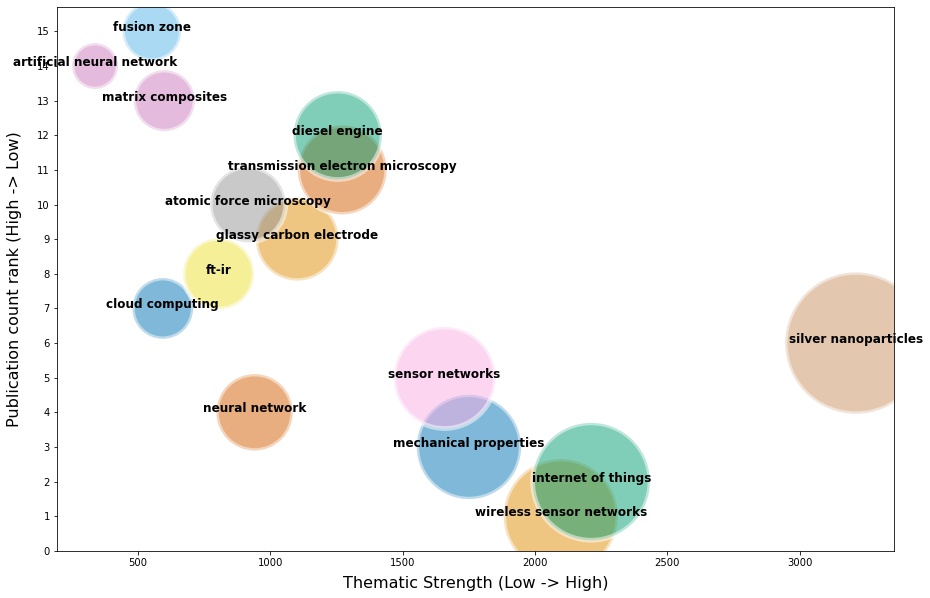 15
fusion zone
14
artificial neural network
13
matrix composites
12
diesel engine
11
transmission electron microscopy
10
atomic force microscopy
9
glassy carbon electrode
8
ft-ir
7
cloud computing
6
silver nanoparticles
5
sensor networks
4
neural network
3
mechanical properties
2
internet of things
1
wireless sensor networks
0
500 1000 1500 2000 2500 3000
Thematic Strength (Low -> High)
Publication count rank (High -> Low)